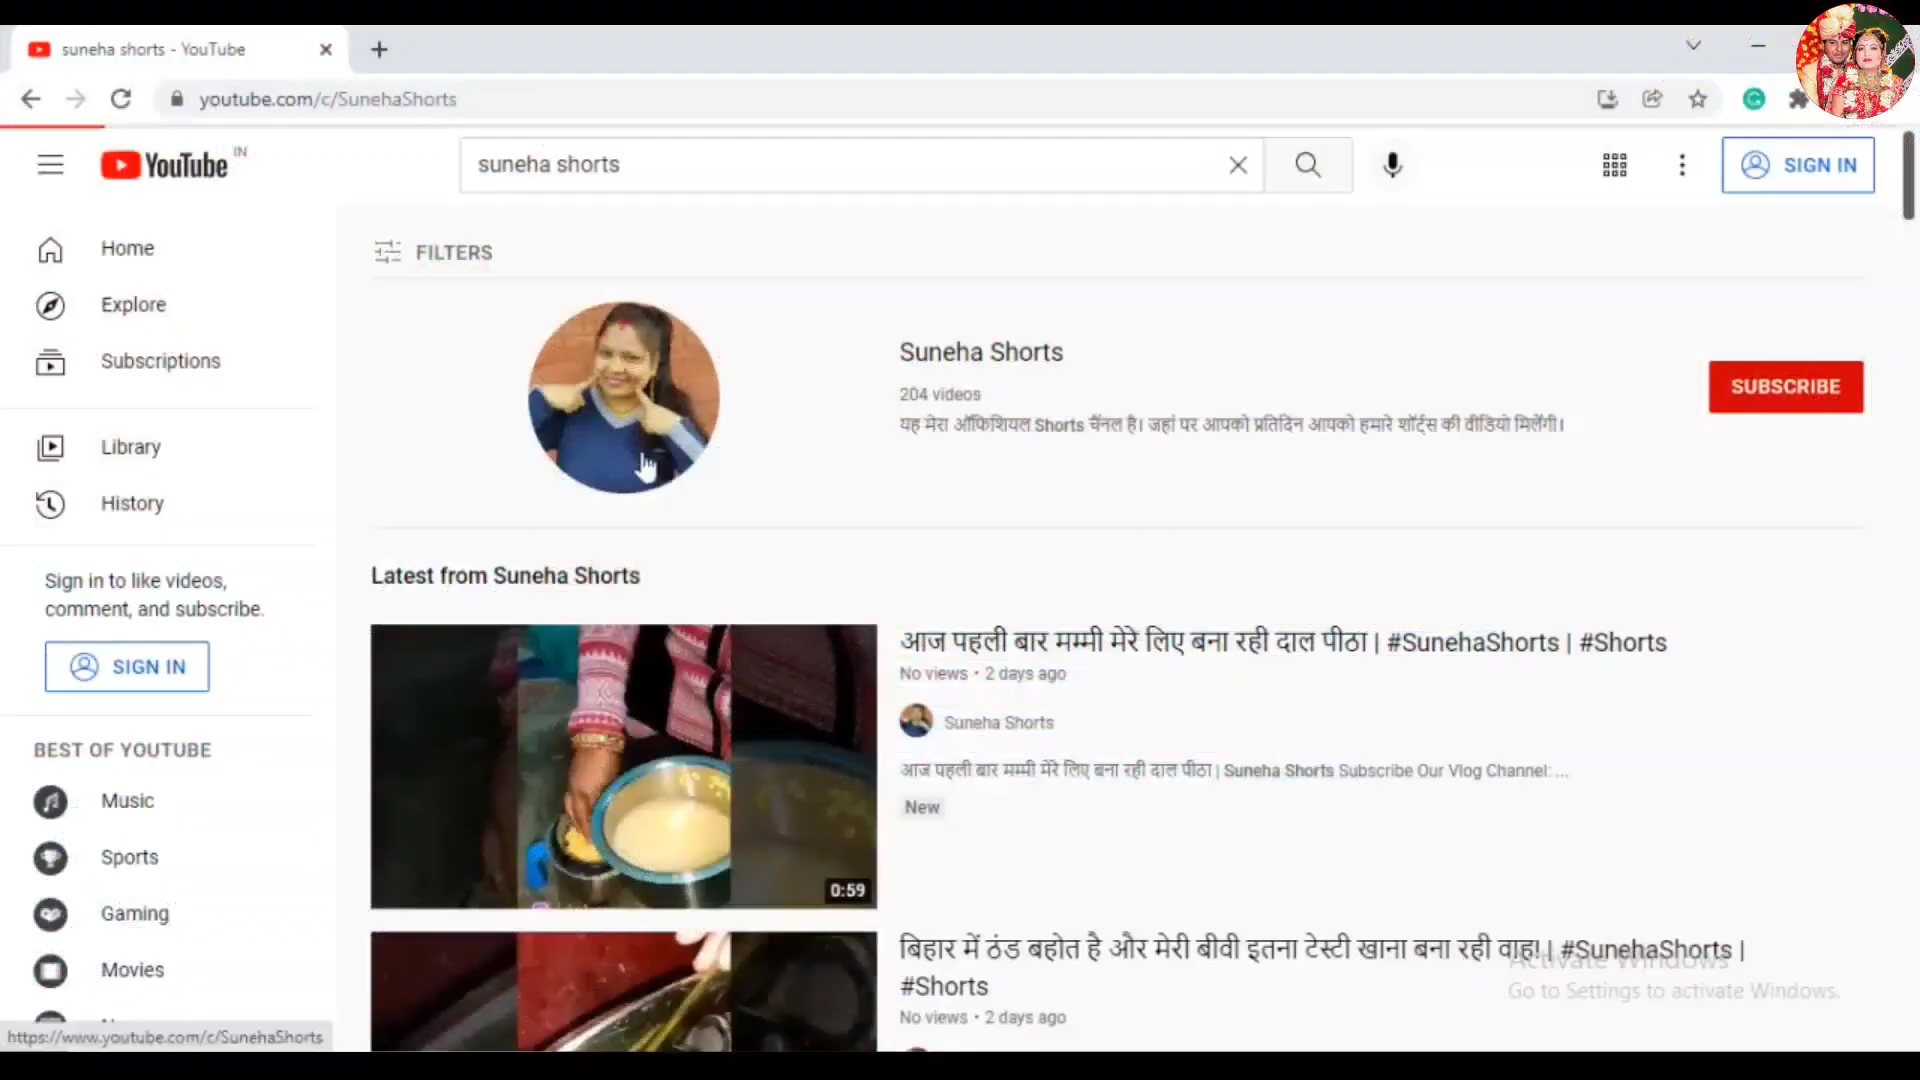 suneha shorts - YouTube
youtube.com/c/SunehaShorts
YouTube IN
suneha shorts
SIGN IN
Home
Explore
Subscriptions
Library
History
Sign in to like videos,
comment, and subscribe.
SIGN IN
BEST OF YOUTUBE
Music
Sports
Gaming
Movies
https://www.youtube.com/c/SunehaShorts
FILTERS
Suneha Shorts
204 videos
यह मेरा ऑफिशियल Shorts चैंनल है। जहां पर आपको प्रतिदिन आपको हमारे शॉर्ट्स की वीडियो मिलेंगी।
SUBSCRIBE
Latest from Suneha Shorts
0:59
आज पहली बार मम्मी मेरे लिए बना रही दाल पीठा | #SunehaShorts | #Shorts
No views • 2 days ago
Suneha Shorts
आज पहली बार मम्मी मेरे लिए बना रही दाल पीठा | Suneha Shorts Subscribe Our Vlog Channel: ...
New
बिहार में ठंड बहोत है और मेरी बीवी इतना टेस्टी खाना बना रही वाह! | #SunehaShorts |
#Shorts
No views • 2 days ago
Activate Windows
Go to Settings to activate Windows.